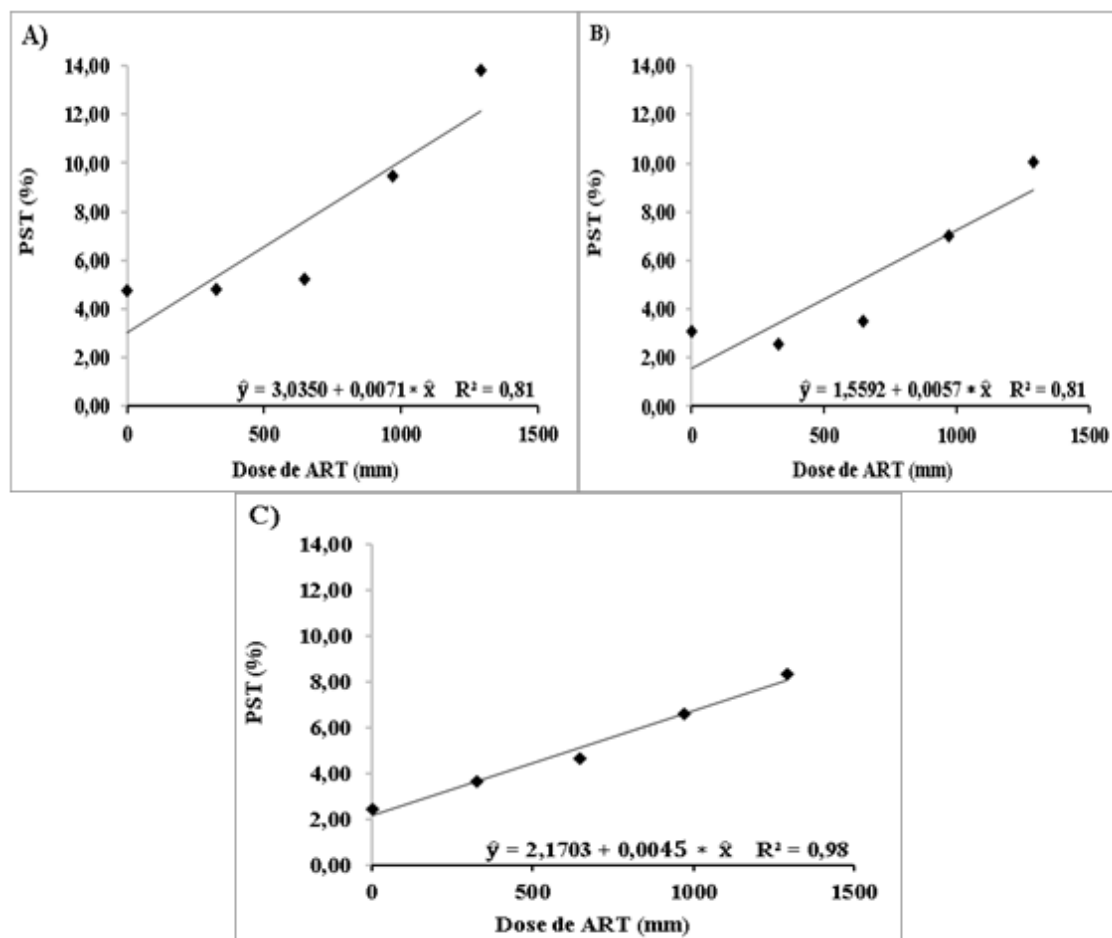 A)
14,00
12,00
10,00
8,00
6,00
4,00
2,00
0,00
PST (%)
ŷ = 3,0350 + 0,0071 * x̂ R² = 0,81
0 500 1000 1500
Dose de ART (mm)
B)
14,00
12,00
10,00
8,00
6,00
4,00
2,00
0,00
PST (%)
ŷ = 1,5592 + 0,0057 * x̂ R² = 0,81
0 500 1000 1500
Dose de ART (mm)
C)
14,00
12,00
10,00
8,00
6,00
4,00
2,00
0,00
PST (%)
ŷ = 2,1703 + 0,0045 * x̂ R² = 0,98
0 500 1000 1500
Dose de ART (mm)